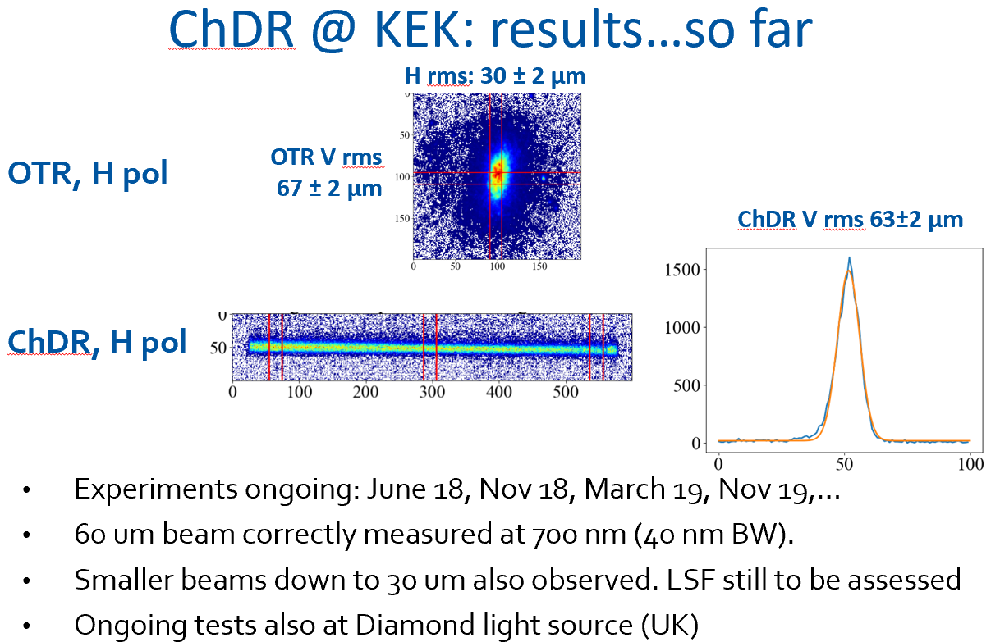 ChDR @ KEK: results...so far
H rms: 30 ± 2 µm
OTR, H pol
OTR V rms
67 ± 2 µm
0
50
100
150
0 50 100 150
ChDR V rms 63±2 µm
ChDR, H pol
0
50
0 100 200 300 400 500
1500
1000
500
0
0 50 100
• Experiments ongoing: June 18, Nov 18, March 19, Nov 19,...
• 60 um beam correctly measured at 700 nm (40 nm BW).
• Smaller beams down to 30 um also observed. LSF still to be assessed
• Ongoing tests also at Diamond light source (UK)